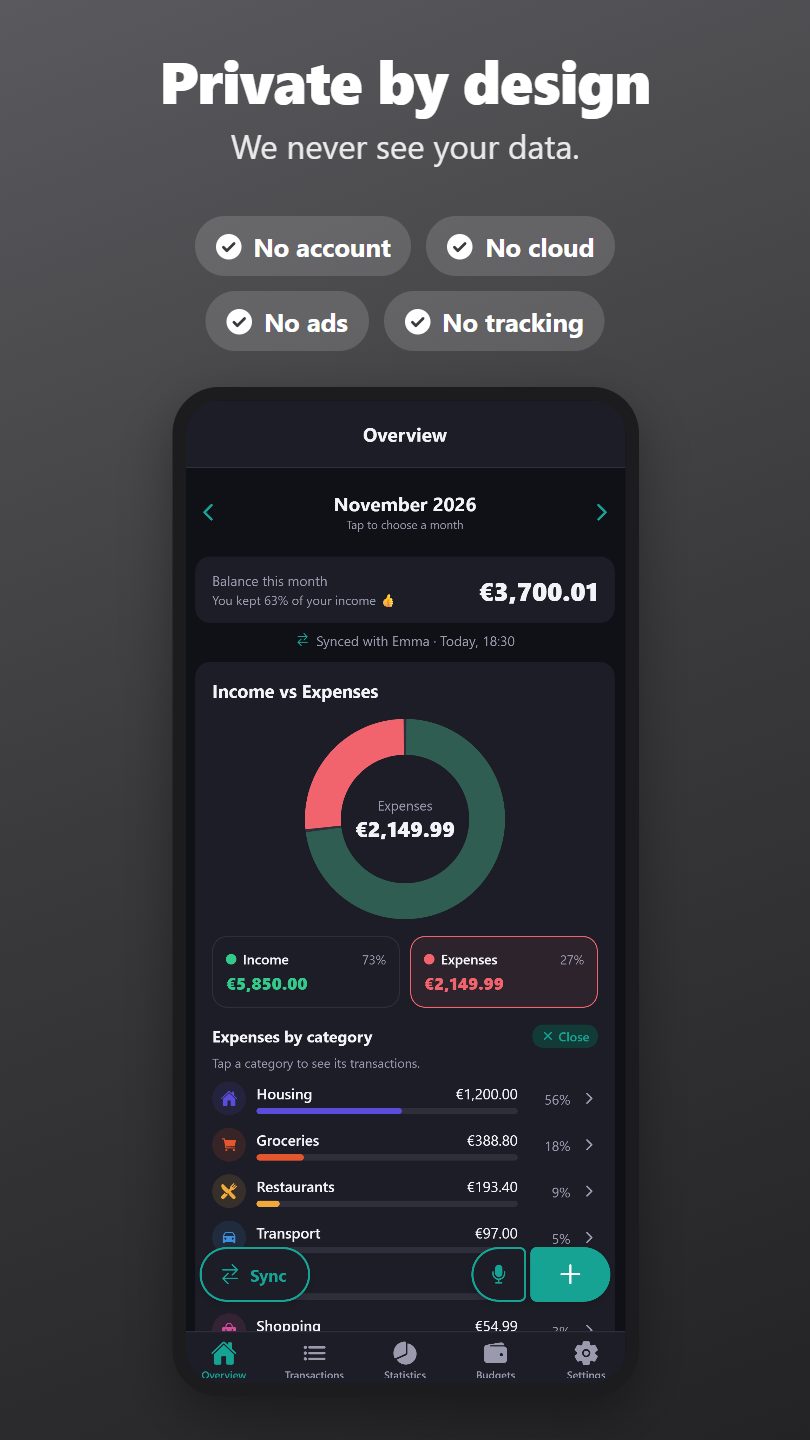 Private by design
We never see your data.
No account
No cloud
No ads
No tracking
Overview
November 2026
Tap to choose a month
Balance this month
You kept 63% of your income 👍
€3,700.01
Synced with Emma · Today, 18:30
Income vs Expenses
Expenses
€2,149.99
Income 73%
€5,850.00
Expenses 27%
€2,149.99
Expenses by category
× Close
Tap a category to see its transactions.
Housing €1,200.00 56%
Groceries €388.80 18%
Restaurants €193.40 9%
Transport €97.00 5%
Sync
Shopping €54.99
Overview
Transactions
Statistics
Budgets
Settings